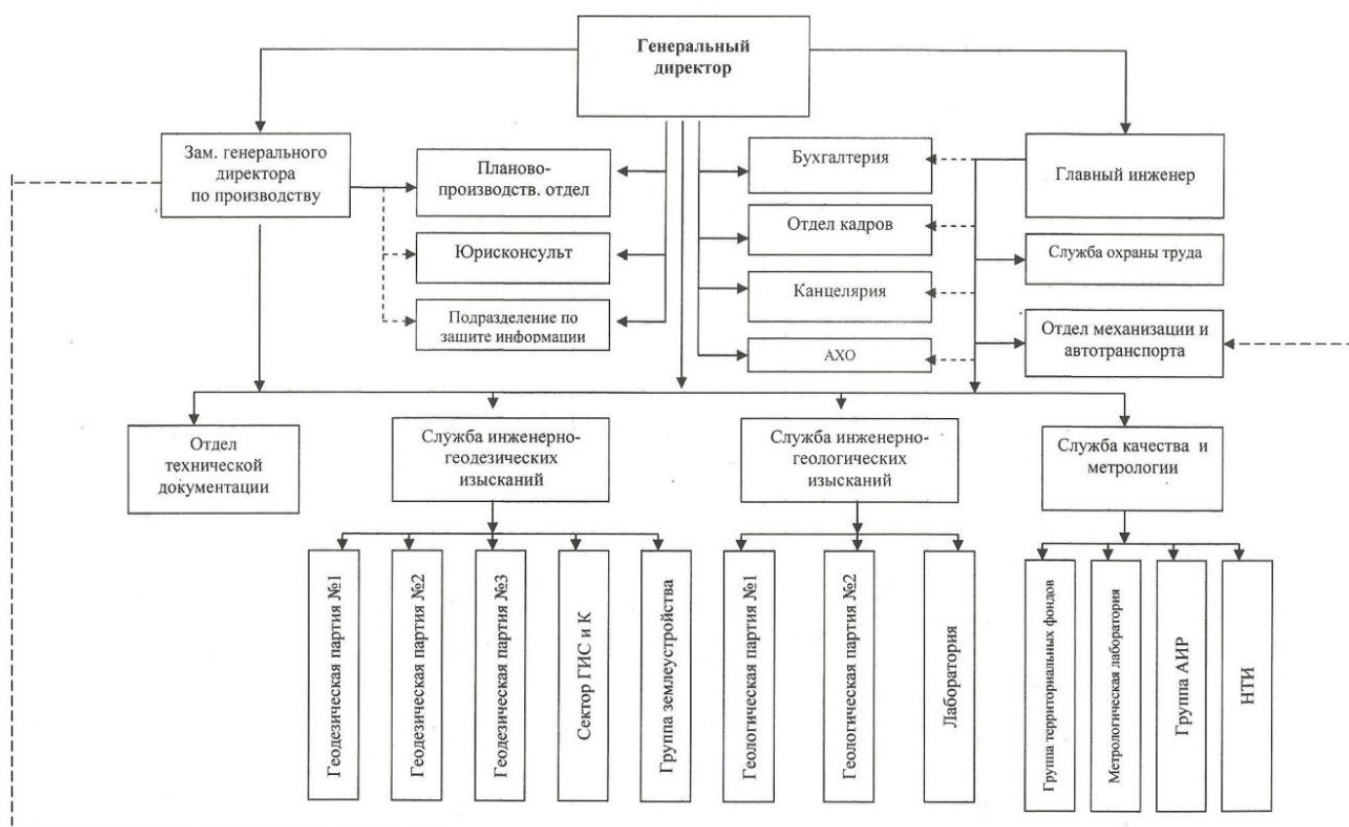 Генеральный
директор
Зам. генерального
директора
по производству
Планово-
производств. отдел
Юрисконсульт
Подразделение по
защите информации
Бухгалтерия
Отдел кадров
Канцелярия
АХО
Главный инженер
Служба охраны труда
Отдел механизации и
автотранспорта
Отдел
технической
документации
Служба инженерно-
геодезических
изысканий
Служба инженерно-
геологических
изысканий
Служба качества и
метрологии
Геодезическая партия №1
Геодезическая партия №2
Геодезическая партия №3
Сектор ГИС и К
Группа землеустройства
Геологическая партия №1
Геологическая партия №2
Лаборатория
Группа территориальных фондов
Метрологическая лаборатория
Группа АИР
НТИ